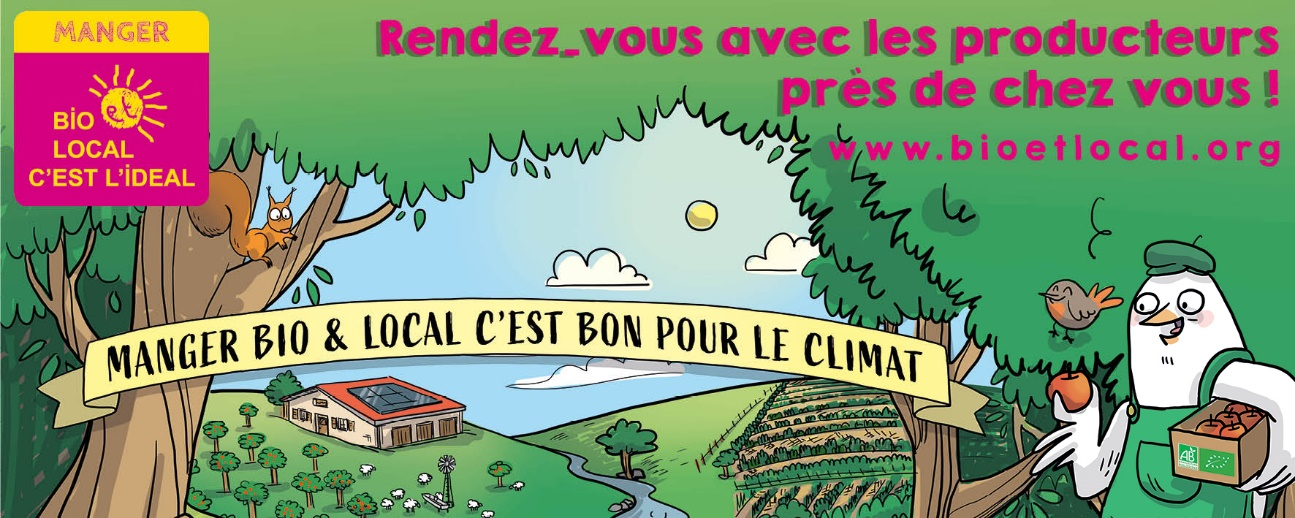 MANGER
BIO et
LOCAL
C'EST L'IDEAL
Rendez-vous avec les producteurs
près de chez vous !
www.bioetlocal.org
MANGER BIO & LOCAL C'EST BON POUR LE CLIMAT
AB